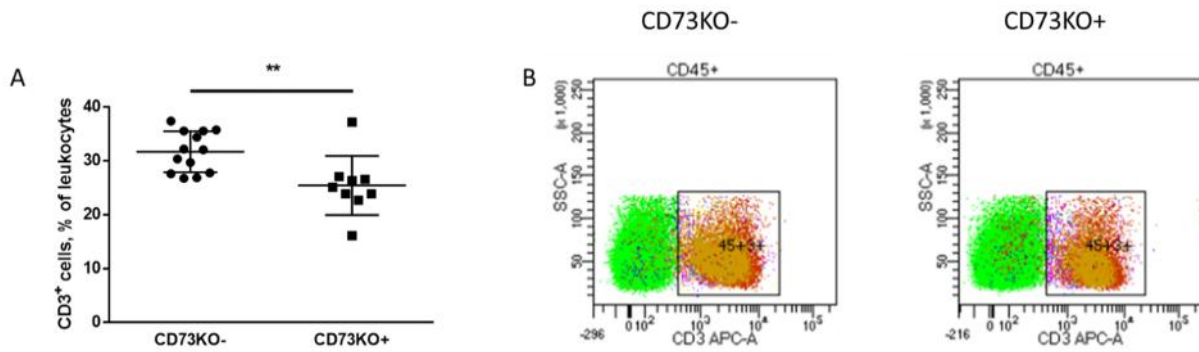 CD73KO-
CD73KO+
A
**
CD3+ cells, % of leukocytes
40
30
20
10
0
CD73KO-
CD73KO+
B
CD45+
SSC-A
(x 1,000)
250
200
150
100
50
45+3+
-296
0 10²
10³
10⁴
10⁵
CD3 APC-A
CD45+
SSC-A
(x 1,000)
250
200
150
100
50
45+3+
-216
0 10²
10³
10⁴
10⁵
CD3 APC-A